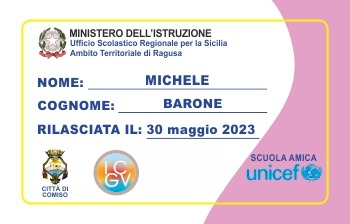 MINISTERO DELL'ISTRUZIONE
Ufficio Scolastico Regionale per la Sicilia
Ambito Territoriale di Ragusa
NOME: MICHELE
COGNOME: BARONE
RILASCIATA IL: 30 maggio 2023
CITTÀ DI
COMISO
I.C.
G.V
SCUOLA AMICA
unicef